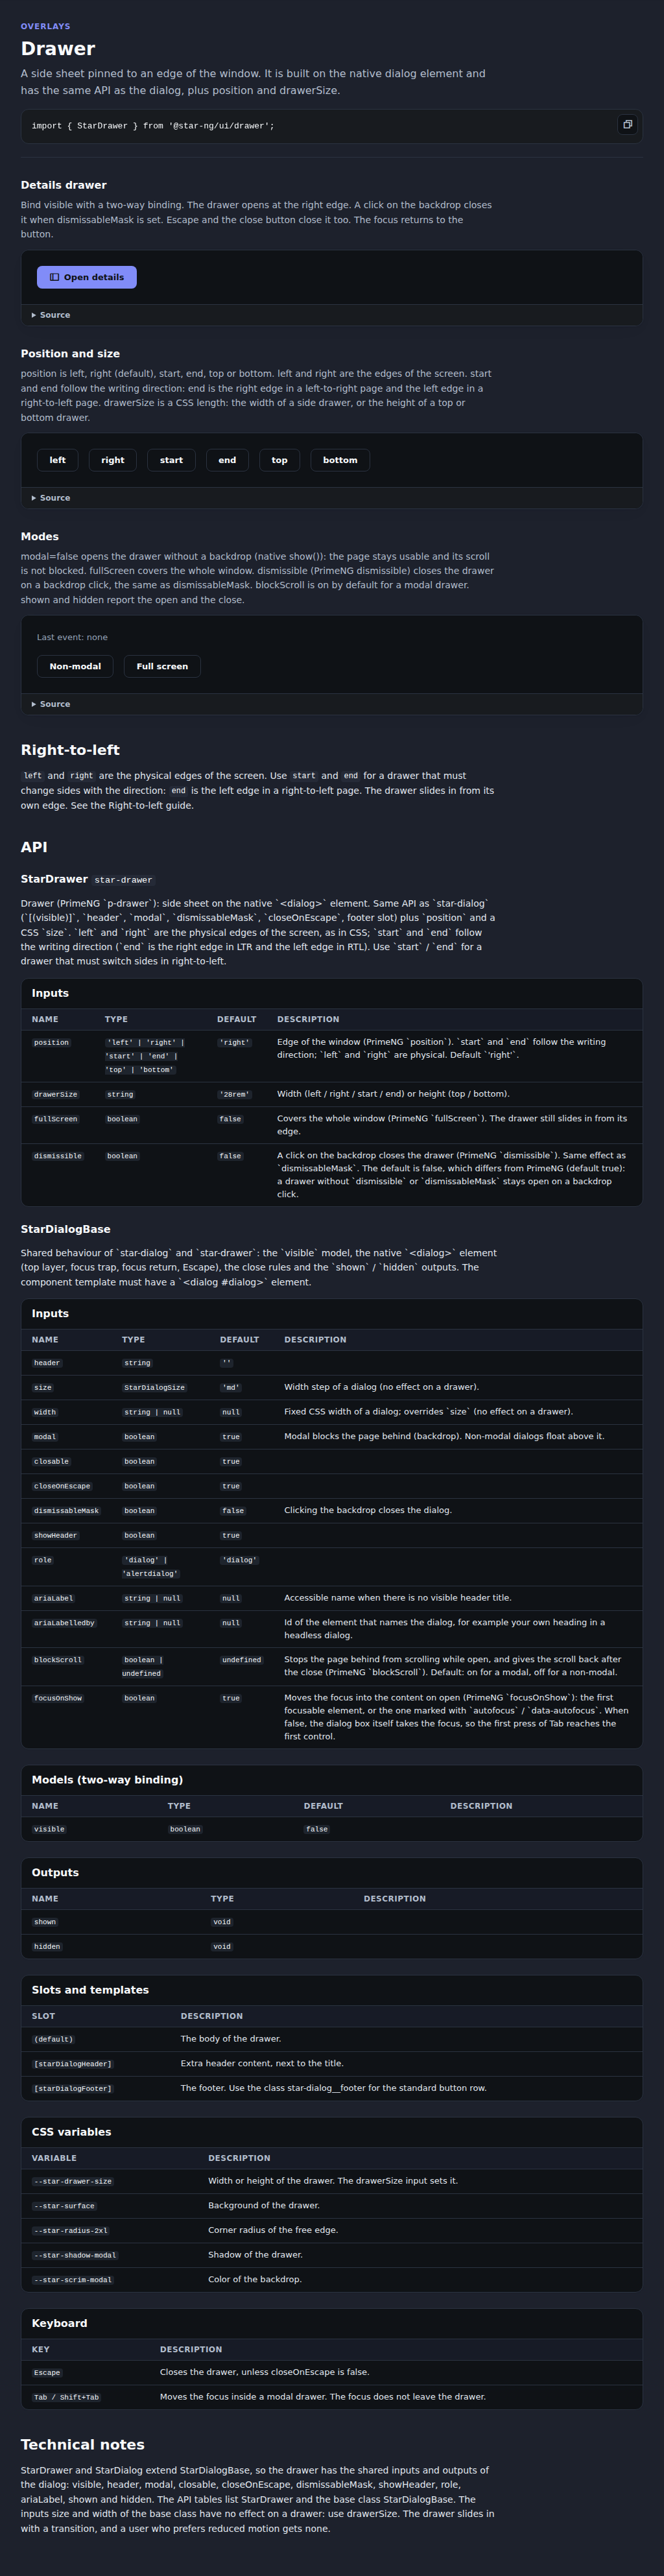 OVERLAYS
Drawer
A side sheet pinned to an edge of the window. It is built on the native dialog element and
has the same API as the dialog, plus position and drawerSize.
import { StarDrawer } from '@star-ng/ui/drawer';
Details drawer
Bind visible with a two-way binding. The drawer opens at the right edge. A click on the backdrop closes
it when dismissableMask is set. Escape and the close button close it too. The focus returns to the
button.
Open details
Source
Position and size
position is left, right (default), start, end, top or bottom. left and right are the edges of the screen. start
and end follow the writing direction: end is the right edge in a left-to-right page and the left edge in a
right-to-left page. drawerSize is a CSS length: the width of a side drawer, or the height of a top or
bottom drawer.
left right start end top bottom
Source
Modes
modal=false opens the drawer without a backdrop (native show()): the page stays usable and its scroll
is not blocked. fullScreen covers the whole window. dismissible (PrimeNG dismissible) closes the drawer
on a backdrop click, the same as dismissableMask. blockScroll is on by default for a modal drawer.
shown and hidden report the open and the close.
Last event: none
Non-modal Full screen
Source
Right-to-left
left and right are the physical edges of the screen. Use start and end for a drawer that must
change sides with the direction: end is the left edge in a right-to-left page. The drawer slides in from its
own edge. See the Right-to-left guide.
API
StarDrawer star-drawer
Drawer (PrimeNG `p-drawer`): side sheet on the native `<dialog>` element. Same API as `star-dialog`
(`[(visible)]`, `header`, `modal`, `dismissableMask`, `closeOnEscape`, footer slot) plus `position` and a
CSS `size`. `left` and `right` are the physical edges of the screen, as in CSS; `start` and `end` follow
the writing direction (`end` is the right edge in LTR and the left edge in RTL). Use `start` / `end` for a
drawer that must switch sides in right-to-left.
Inputs
NAME TYPE DEFAULT DESCRIPTION
position 'left' | 'right' | 'right' Edge of the window (PrimeNG `position`). `start` and `end` follow the writing
'start' | 'end' | direction; `left` and `right` are physical. Default `'right'`.
'top' | 'bottom'
drawerSize string '28rem' Width (left / right / start / end) or height (top / bottom).
fullScreen boolean false Covers the whole window (PrimeNG `fullScreen`). The drawer still slides in from its
edge.
dismissible boolean false A click on the backdrop closes the drawer (PrimeNG `dismissible`). Same effect as
`dismissableMask`. The default is false, which differs from PrimeNG (default true):
a drawer without `dismissible` or `dismissableMask` stays open on a backdrop
click.
StarDialogBase
Shared behaviour of `star-dialog` and `star-drawer`: the `visible` model, the native `<dialog>` element
(top layer, focus trap, focus return, Escape), the close rules and the `shown` / `hidden` outputs. The
component template must have a `<dialog #dialog>` element.
Inputs
NAME TYPE DEFAULT DESCRIPTION
header string ''
size StarDialogSize 'md' Width step of a dialog (no effect on a drawer).
width string | null null Fixed CSS width of a dialog; overrides `size` (no effect on a drawer).
modal boolean true Modal blocks the page behind (backdrop). Non-modal dialogs float above it.
closable boolean true
closeOnEscape boolean true
dismissableMask boolean false Clicking the backdrop closes the dialog.
showHeader boolean true
role 'dialog' | 'dialog'
'alertdialog'
ariaLabel string | null null Accessible name when there is no visible header title.
ariaLabelledby string | null null Id of the element that names the dialog, for example your own heading in a
headless dialog.
blockScroll boolean | undefined Stops the page behind from scrolling while open, and gives the scroll back after
undefined the close (PrimeNG `blockScroll`). Default: on for a modal, off for a non-modal.
focusOnShow boolean true Moves the focus into the content on open (PrimeNG `focusOnShow`): the first
focusable element, or the one marked with `autofocus` / `data-autofocus`. When
false, the dialog box itself takes the focus, so the first press of Tab reaches the
first control.
Models (two-way binding)
NAME TYPE DEFAULT DESCRIPTION
visible boolean false
Outputs
NAME TYPE DESCRIPTION
shown void
hidden void
Slots and templates
SLOT DESCRIPTION
(default) The body of the drawer.
[starDialogHeader] Extra header content, next to the title.
[starDialogFooter] The footer. Use the class star-dialog__footer for the standard button row.
CSS variables
VARIABLE DESCRIPTION
--star-drawer-size Width or height of the drawer. The drawerSize input sets it.
--star-surface Background of the drawer.
--star-radius-2xl Corner radius of the free edge.
--star-shadow-modal Shadow of the drawer.
--star-scrim-modal Color of the backdrop.
Keyboard
KEY DESCRIPTION
Escape Closes the drawer, unless closeOnEscape is false.
Tab / Shift+Tab Moves the focus inside a modal drawer. The focus does not leave the drawer.
Technical notes
StarDrawer and StarDialog extend StarDialogBase, so the drawer has the shared inputs and outputs of
the dialog: visible, header, modal, closable, closeOnEscape, dismissableMask, showHeader, role,
ariaLabel, shown and hidden. The API tables list StarDrawer and the base class StarDialogBase. The
inputs size and width of the base class have no effect on a drawer: use drawerSize. The drawer slides in
with a transition, and a user who prefers reduced motion gets none.